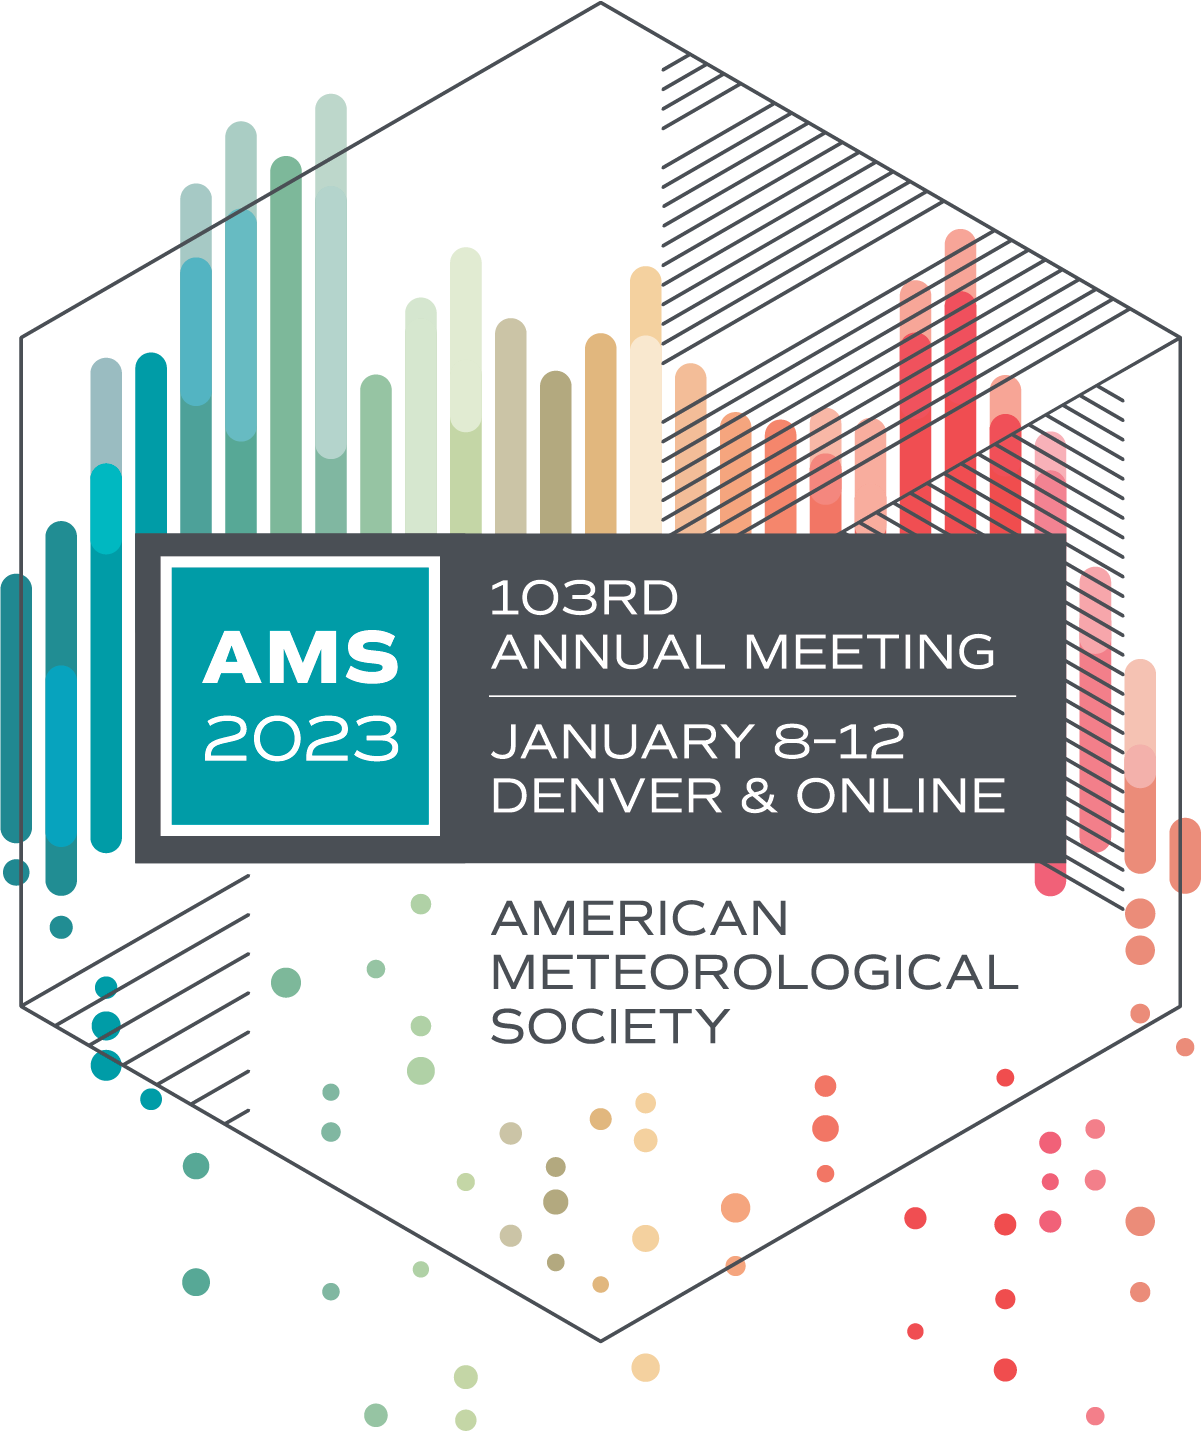 AMS
2023
103RD
ANNUAL MEETING
JANUARY 8–12
DENVER & ONLINE
AMERICAN
METEOROLOGICAL
SOCIETY